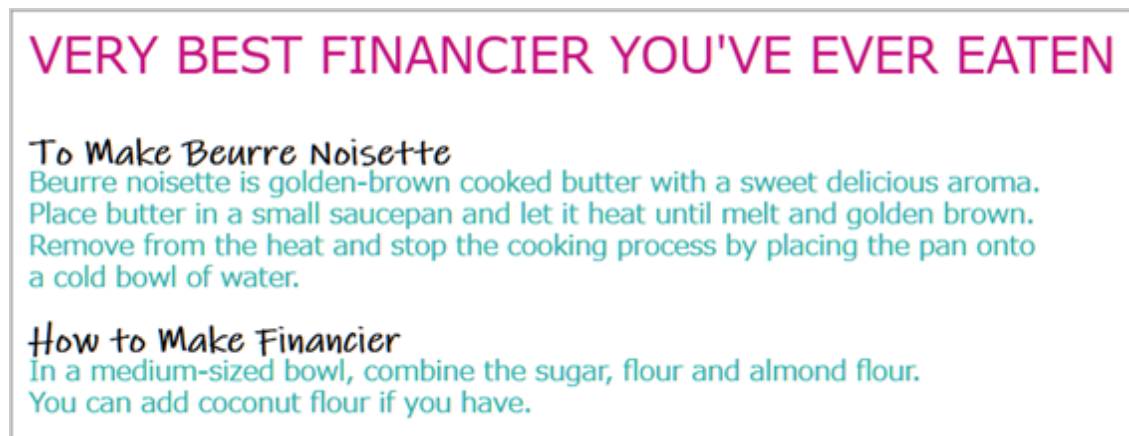 VERY BEST FINANCIER YOU'VE EVER EATEN
To Make Beurre Noisette
Beurre noisette is golden-brown cooked butter with a sweet delicious aroma.
Place butter in a small saucepan and let it heat until melt and golden brown.
Remove from the heat and stop the cooking process by placing the pan onto
a cold bowl of water.
How to Make Financier
In a medium-sized bowl, combine the sugar, flour and almond flour.
You can add coconut flour if you have.